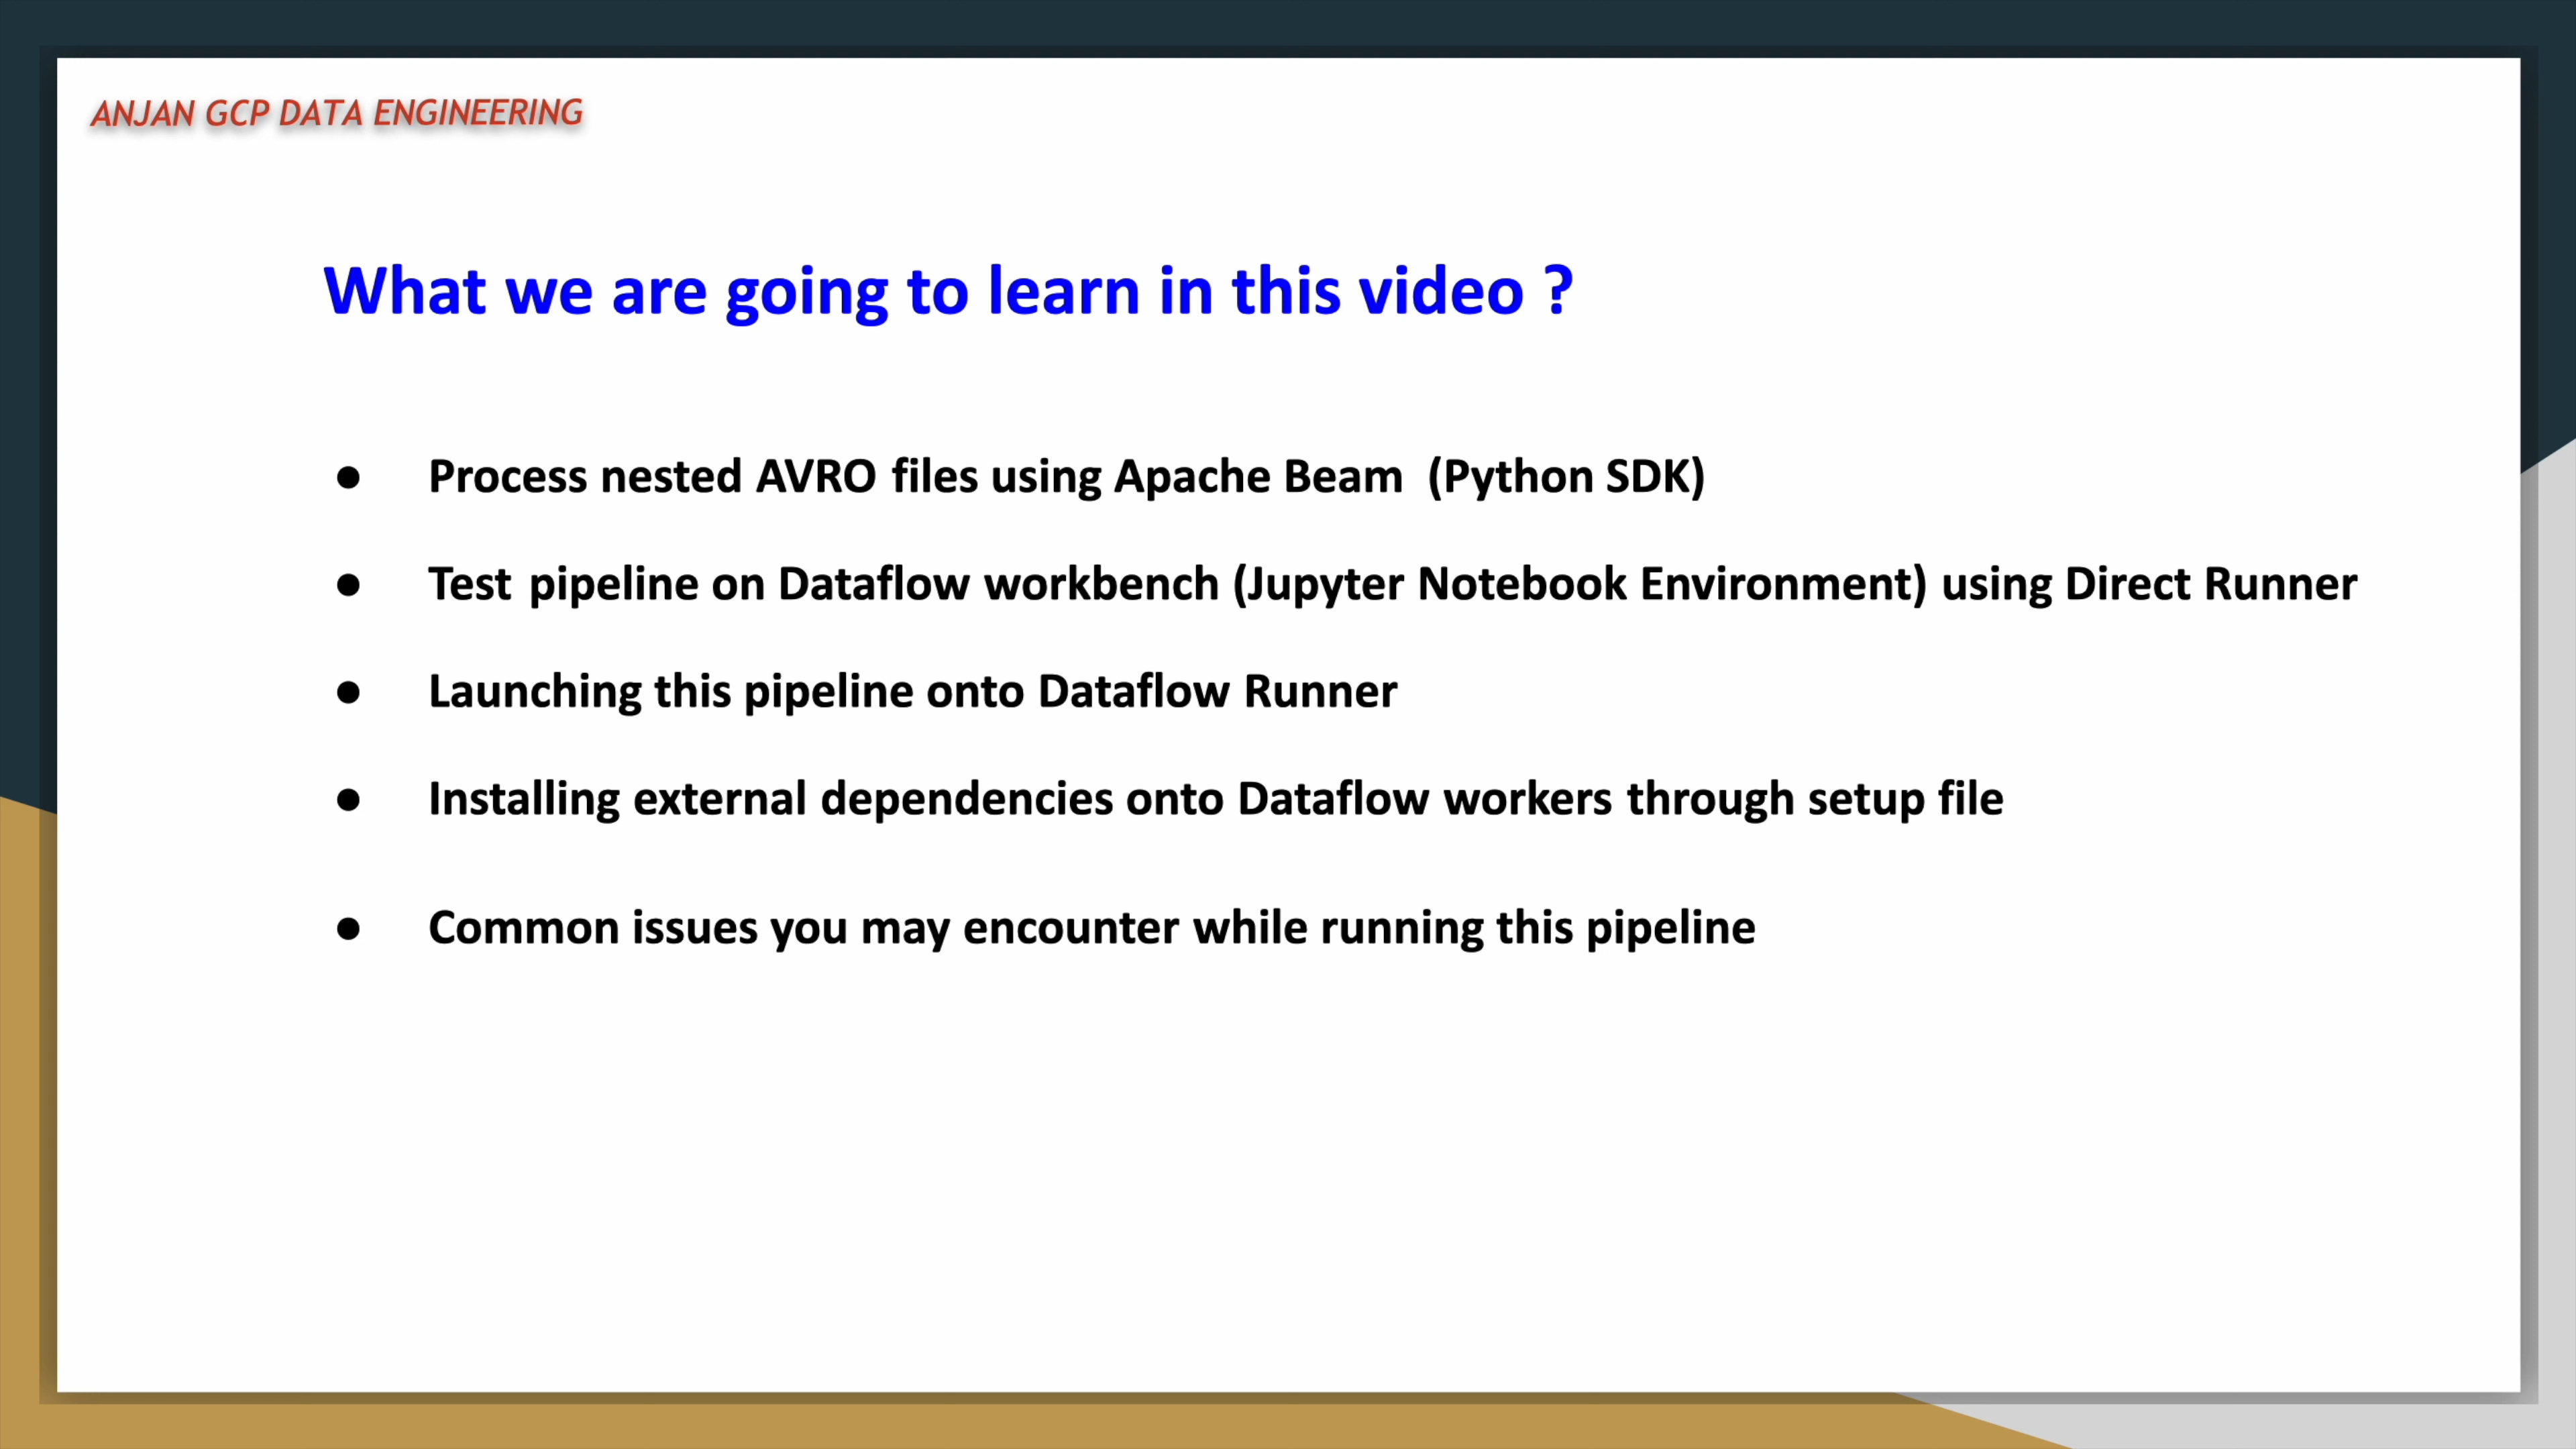 ANJAN GCP DATA ENGINEERING
What we are going to learn in this video ?
● Process nested AVRO files using Apache Beam (Python SDK)
● Test pipeline on Dataflow workbench (Jupyter Notebook Environment) using Direct Runner
● Launching this pipeline onto Dataflow Runner
● Installing external dependencies onto Dataflow workers through setup file
● Common issues you may encounter while running this pipeline